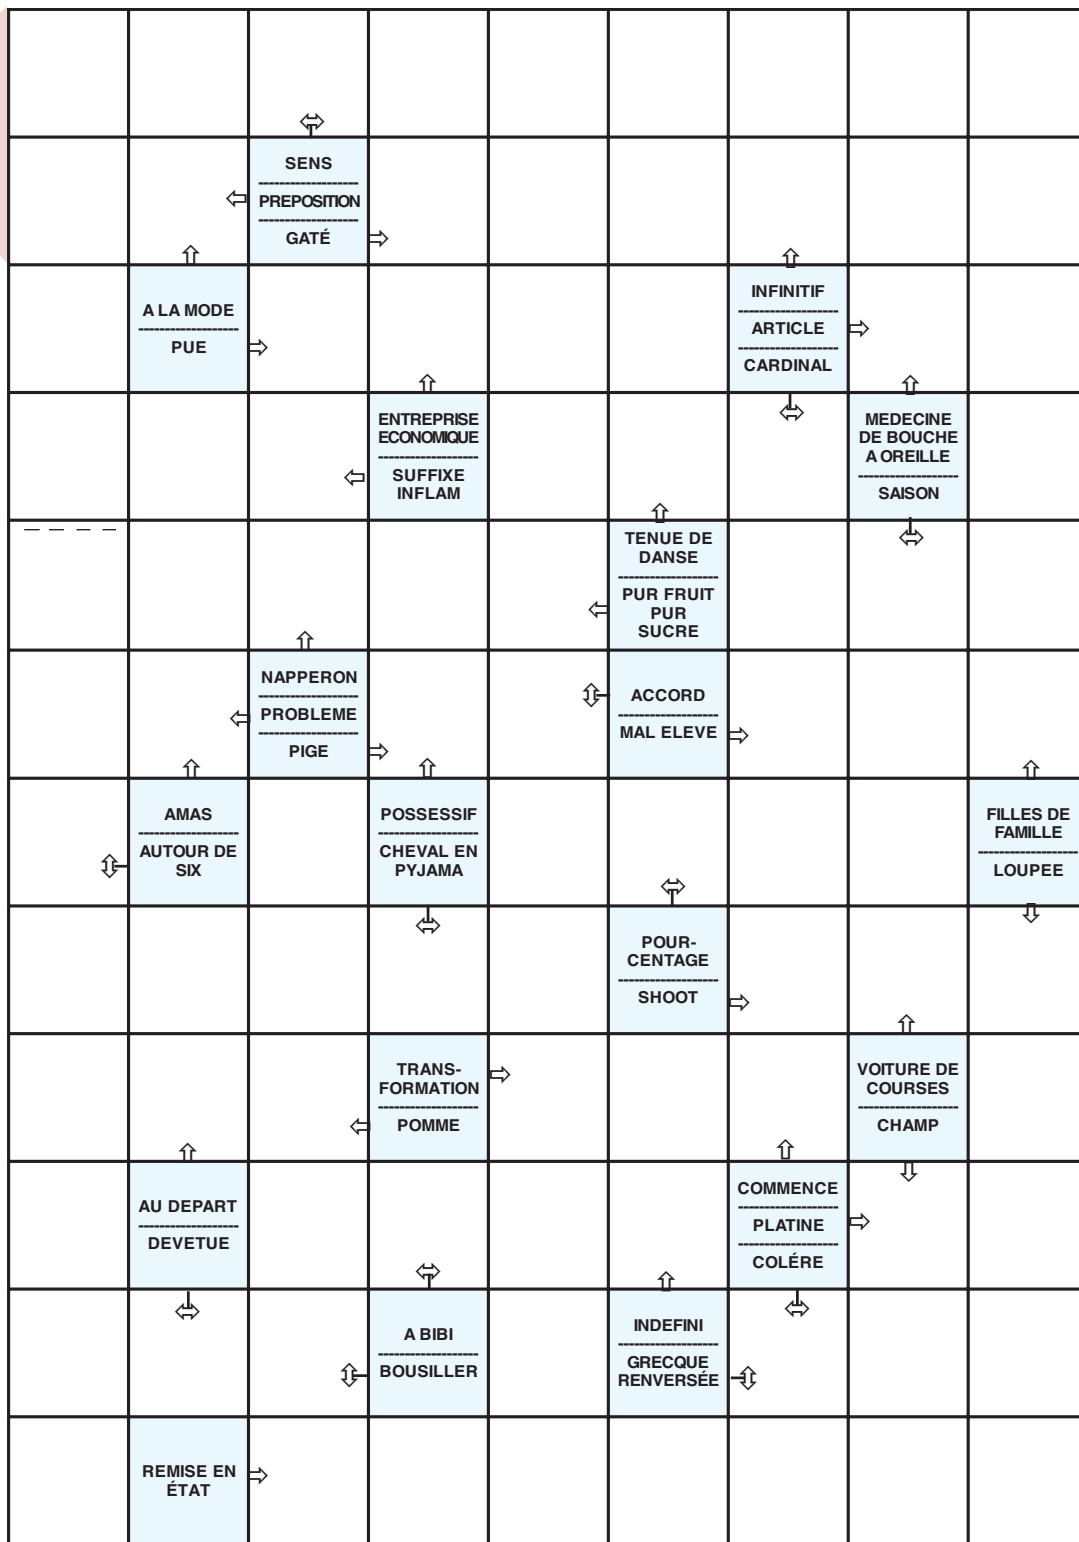 SENS
PREPOSITION
GATÉ
A LA MODE
PUE
INFINITIF
ARTICLE
CARDINAL
ENTREPRISE
ECONOMIQUE
SUFFIXE
INFLAM
MEDECINE
DE BOUCHE
A OREILLE
SAISON
TENUE DE
DANSE
PUR FRUIT
PUR
SUCRE
NAPPERON
PROBLEME
PIGE
ACCORD
MAL ELEVE
AMAS
AUTOUR DE
SIX
POSSESSIF
CHEVAL EN
PYJAMA
FILLES DE
FAMILLE
LOUPEE
POUR-
CENTAGE
SHOOT
TRANS-
FORMATION
POMME
VOITURE DE
COURSES
CHAMP
AU DEPART
DEVETUE
COMMENCE
PLATINE
COLÉRE
A BIBI
BOUSILLER
INDEFINI
GRECQUE
RENVERSÉE
REMISE EN
ÉTAT